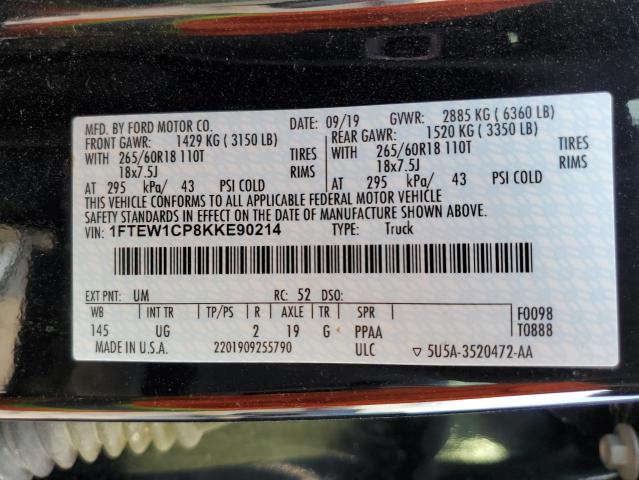 MFD. BY FORD MOTOR CO.
DATE: 09/19 GVWR: 2885 KG ( 6360 LB)
FRONT GAWR: 1429 KG ( 3150 LB)
REAR GAWR: 1520 KG ( 3350 LB)
WITH 265/60R18 110T TIRES
WITH 265/60R18 110T TIRES
18x7.5J RIMS
18x7.5J RIMS
AT 295 kPa/ 43 PSI COLD
AT 295 kPa/ 43 PSI COLD
THIS VEHICLE CONFORMS TO ALL APPLICABLE FEDERAL MOTOR VEHICLE
SAFETY STANDARDS IN EFFECT ON THE DATE OF MANUFACTURE SHOWN ABOVE.
VIN: 1FTEW1CP8KKE90214 TYPE: Truck
EXT PNT: UM RC: 52 DSO:
WB INT TR TP/PS R AXLE TR SPR F0098
145 UG 2 19 G PPAA T0888
MADE IN U.S.A. 2201909255790 ULC ▽ 5U5A-3520472-AA